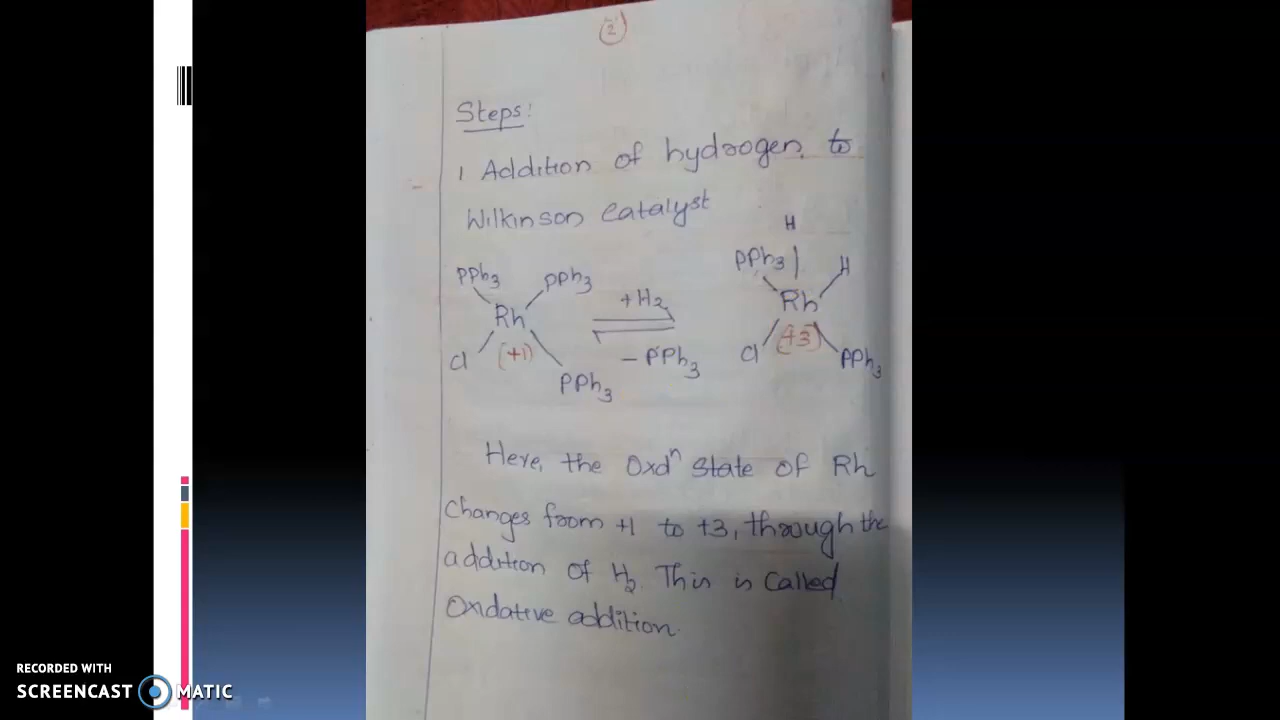 2
Steps:
1 Addition of hydrogen to
Wilkinson Catalyst
H
PPh3 PPh3 PPh3 H
Rh +H2 Rh
Cl (+1) - PPh3 Cl (+3) PPh3
PPh3
Here, the Oxdn State of Rh
Changes from +1 to +3, through the
addition of H2. This is Called
Oxidative addition.
RECORDED WITH
SCREENCAST MATIC